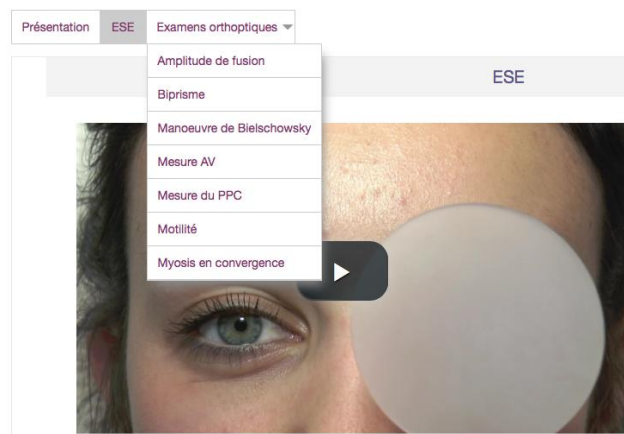 Présentation ESE Examens orthoptiques
Amplitude de fusion
ESE
Biprisme
Manoeuvre de Bielschowsky
Mesure AV
Mesure du PPC
Motilité
Myosis en convergence